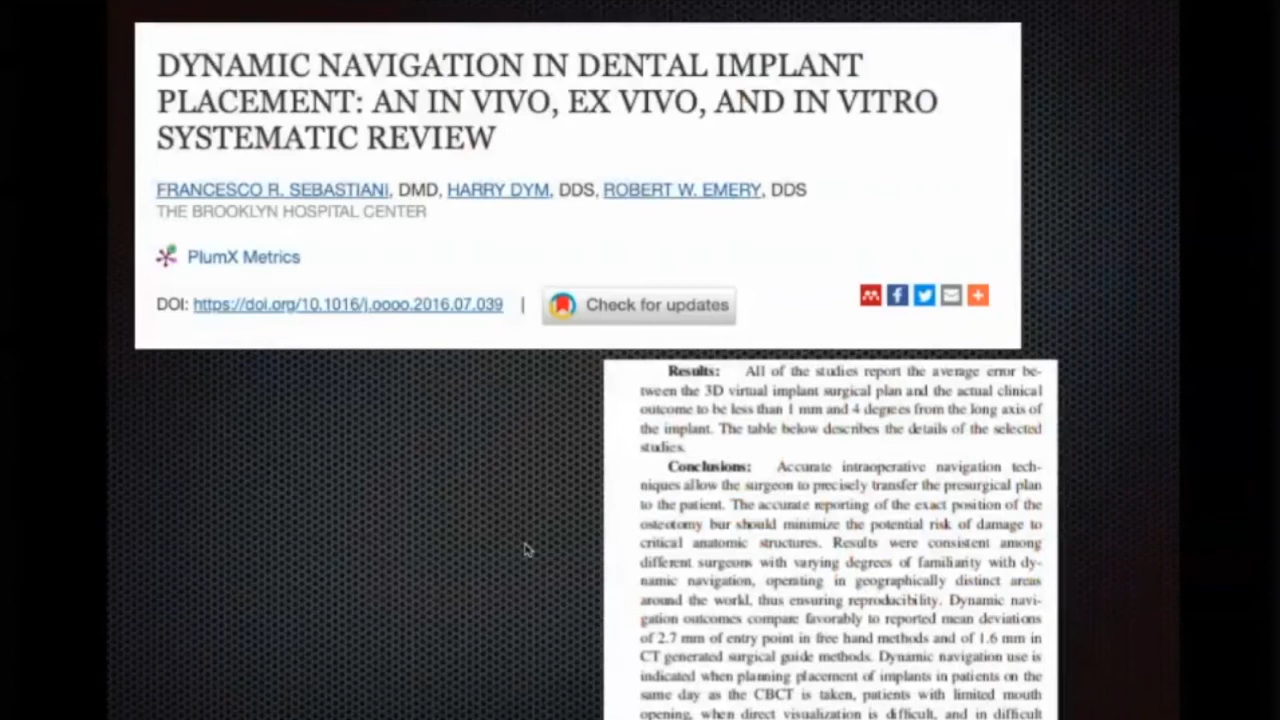 DYNAMIC NAVIGATION IN DENTAL IMPLANT
PLACEMENT: AN IN VIVO, EX VIVO, AND IN VITRO
SYSTEMATIC REVIEW
FRANCESCO R. SEBASTIANI, DMD, HARRY DYM, DDS, ROBERT W. EMERY, DDS
THE BROOKLYN HOSPITAL CENTER
PlumX Metrics
DOI: https://doi.org/10.1016/j.oooo.2016.07.039 | Check for updates
Results: All of the studies report the average error be-
tween the 3D virtual implant surgical plan and the actual clinical
outcome to be less than 1 mm and 4 degrees from the long axis of
the implant. The table below describes the details of the selected
studies.
Conclusions: Accurate intraoperative navigation tech-
niques allow the surgeon to precisely transfer the presurgical plan
to the patient. The accurate reporting of the exact position of the
osteotomy bur should minimize the potential risk of damage to
critical anatomic structures. Results were consistent among
different surgeons with varying degrees of familiarity with dy-
namic navigation, operating in geographically distinct areas
around the world, thus ensuring reproducibility. Dynamic navi-
gation outcomes compare favorably to reported mean deviations
of 2.7 mm of entry point in free hand methods and of 1.6 mm in
CT generated surgical guide methods. Dynamic navigation use is
indicated when planning placement of implants in patients on the
same day as the CBCT is taken, patients with limited mouth
opening, when direct visualization is difficult, and in difficult